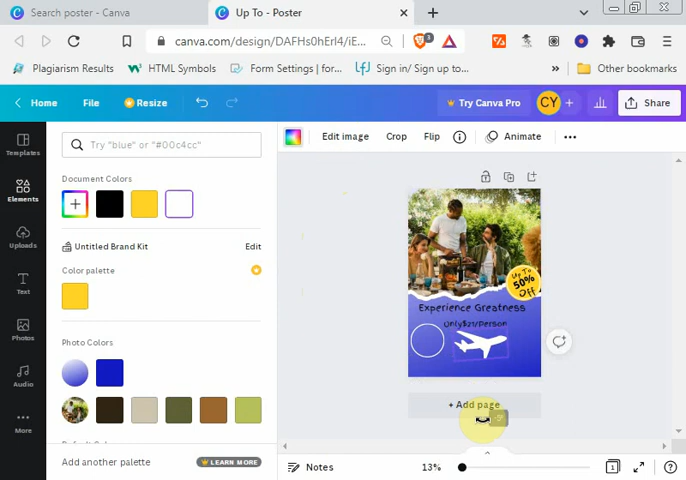 Search poster - Canva
Up To - Poster
canva.com/design/DAFHs0hErI4/iE...
3
Plagiarism Results
HTML Symbols
Form Settings | for...
Sign in/ Sign up to...
Other bookmarks
Home
File
Resize
Try Canva Pro
CY
Share
Edit image
Crop
Flip
Animate
Templates
Elements
Uploads
Text
Photos
Audio
More
Try "blue" or "#00c4cc"
Document Colors
Untitled Brand Kit
Edit
Color palette
Photo Colors
Add another palette
LEARN MORE
Up To
50%
Off
Experience Greatness
Only$21/Person
+ Add page
Notes
13%
1